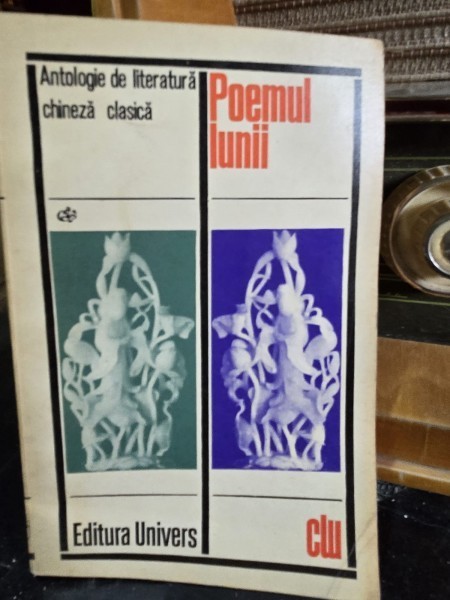 Antologie de literatură
chineză clasică
Poemul
lunii
Editura Univers
clu